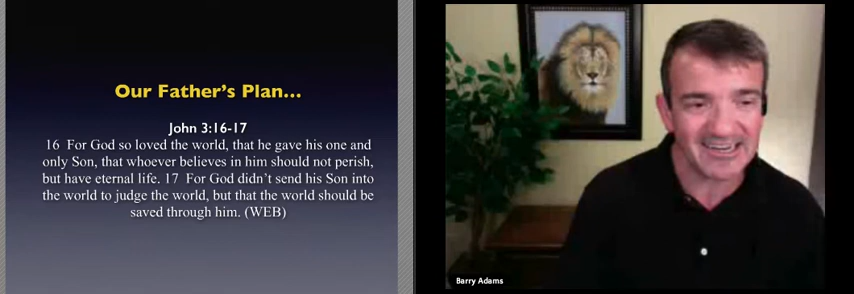 Our Father's Plan...
John 3:16-17
16 For God so loved the world, that he gave his one and
only Son, that whoever believes in him should not perish,
but have eternal life. 17 For God didn't send his Son into
the world to judge the world, but that the world should be
saved through him. (WEB)
Barry Adams